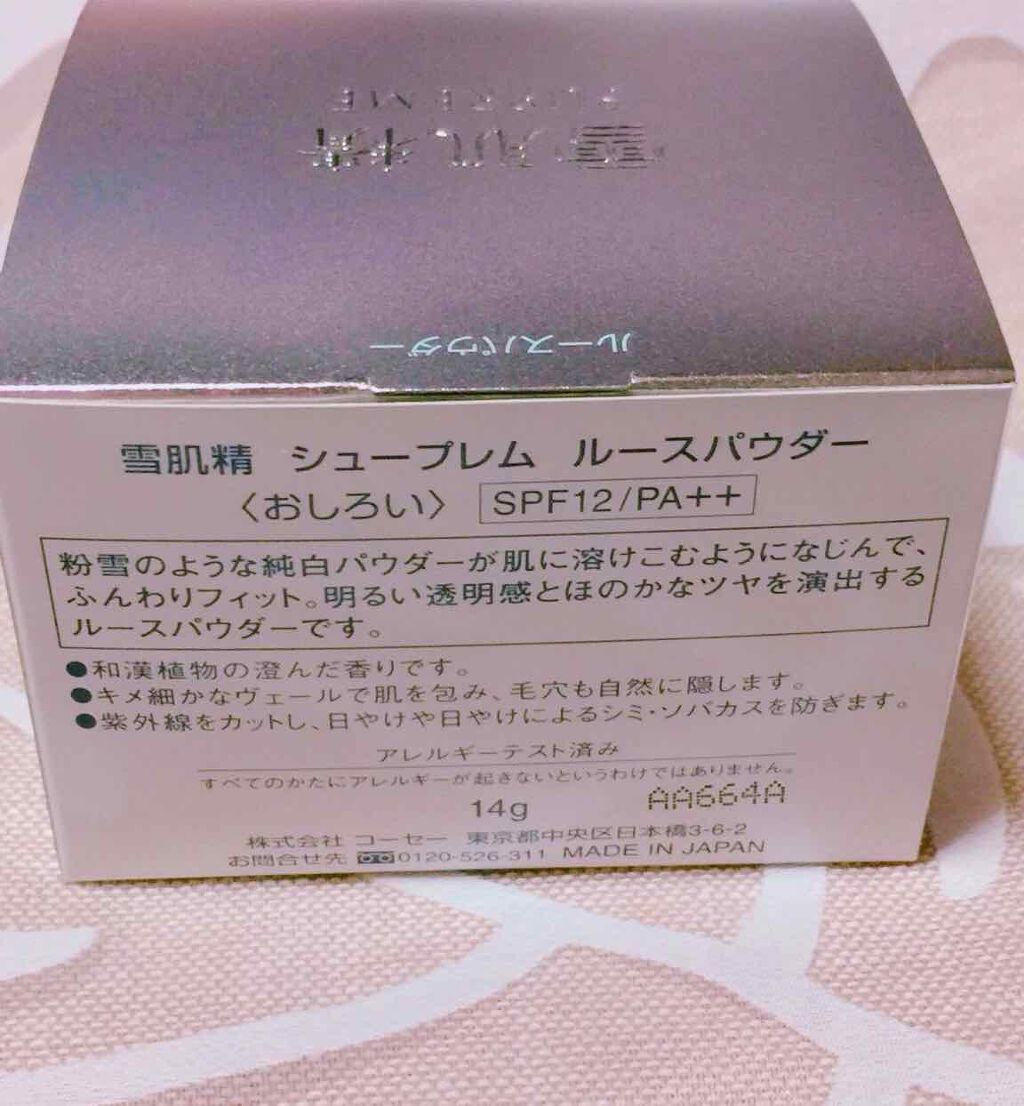 雪肌精
SUPREME
ルースパウダー
雪肌精 シュープレム ルースパウダー
〈おしろい〉 SPF12/PA++
粉雪のような純白パウダーが肌に溶けこむようになじんで、
ふんわりフィット。明るい透明感とほのかなツヤを演出する
ルースパウダーです。
●和漢植物の澄んだ香りです。
●キメ細かなヴェールで肌を包み、毛穴も自然に隠します。
●紫外線をカットし、日やけや日やけによるシミ・ソバカスを防ぎます。
アレルギーテスト済み
すべてのかたにアレルギーが起きないというわけではありません。
14g AA664A
株式会社 コーセー 東京都中央区日本橋3-6-2
お問合せ先 0120-526-311 MADE IN JAPAN